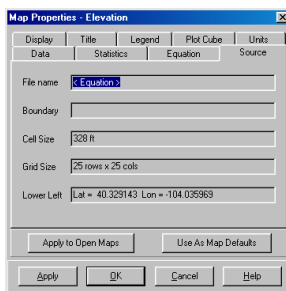 Map Properties - Elevation
Display Title Legend Plot Cube Units
Data Statistics Equation Source
File name < Equation >
Boundary
Cell Size 328 ft
Grid Size 25 rows x 25 cols
Lower Left Lat = 40.329143 Lon = -104.035969
Apply to Open Maps Use As Map Defaults
Apply OK Cancel Help